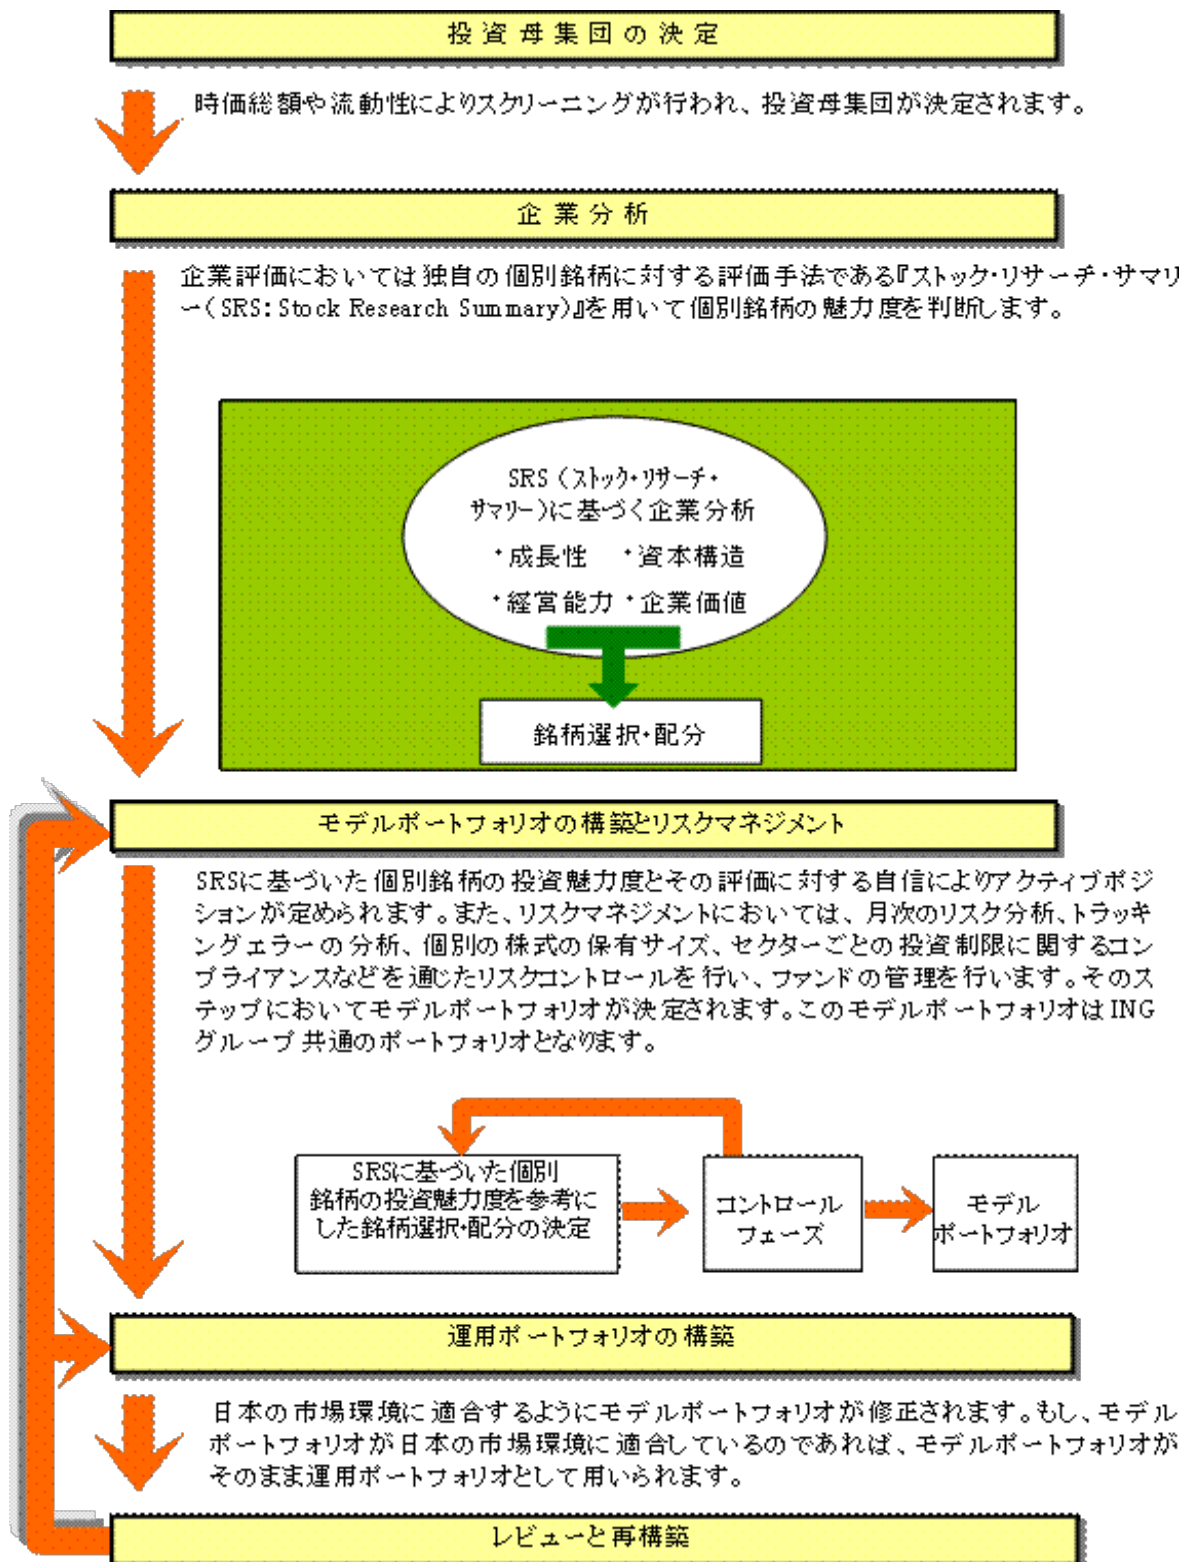 投資母集団の決定
時価総額や流動性によりスクリーニングが行われ、投資母集団が決定されます。
企業分析
企業評価においては独自の個別銘柄に対する評価手法である『ストック・リサーチ・サマリ
ー(SRS: Stock Research Summary)』を用いて個別銘柄の魅力度を判断します。
SRS (ストック・リサーチ・
サマリー)に基づく企業分析
・成長性 ・資本構造
・経営能力 ・企業価値
銘柄選択・配分
モデルポートフォリオの構築とリスクマネジメント
SRSに基づいた個別銘柄の投資魅力度とその評価に対する自信によりアクティブポジ
ションが定められます。また、リスクマネジメントにおいては、月次のリスク分析、トラッキ
ングエラーの分析、個別の株式の保有サイズ、セクターごとの投資制限に関するコン
プライアンスなどを通じたリスクコントロールを行い、ファンドの管理を行います。そのス
テップにおいてモデルポートフォリオが決定されます。このモデルポートフォリオはING
グループ共通のポートフォリオとなります。
SRSに基づいた個別
銘柄の投資魅力度を参考に
した銘柄選択・配分の決定
コントロール
フェーズ
モデル
ポートフォリオ
運用ポートフォリオの構築
日本の市場環境に適合するようにモデルポートフォリオが修正されます。もし、モデル
ポートフォリオが日本の市場環境に適合しているのであれば、モデルポートフォリオが
そのまま運用ポートフォリオとして用いられます。
レビューと再構築